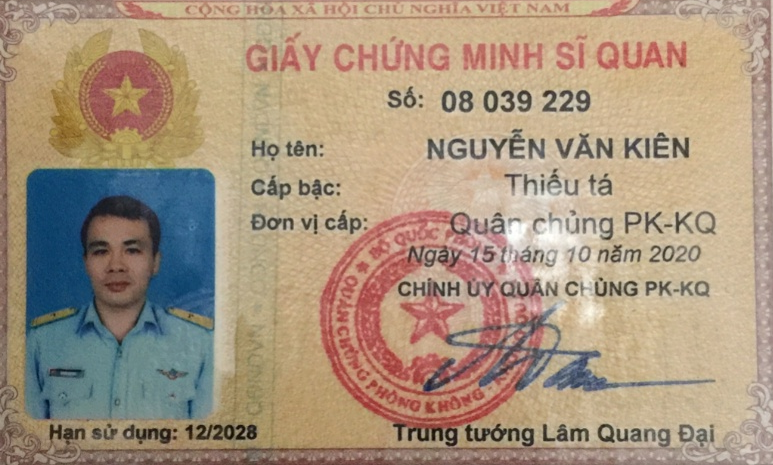 CỘNG HÒA XÃ HỘI CHỦ NGHĨA VIỆT NAM
GIẤY CHỨNG MINH SĨ QUAN
Số: 08 039 229
Họ tên: NGUYỄN VĂN KIÊN
Cấp bậc: Thiếu tá
Đơn vị cấp: Quân chủng PK-KQ
Ngày 15 tháng 10 năm 2020
CHÍNH ỦY QUÂN CHỦNG PK-KQ
BỘ QUỐC PHÒNG
QUÂN CHỦNG PHÒNG KHÔNG
Hạn sử dụng: 12/2028
Trung tướng Lâm Quang Đại